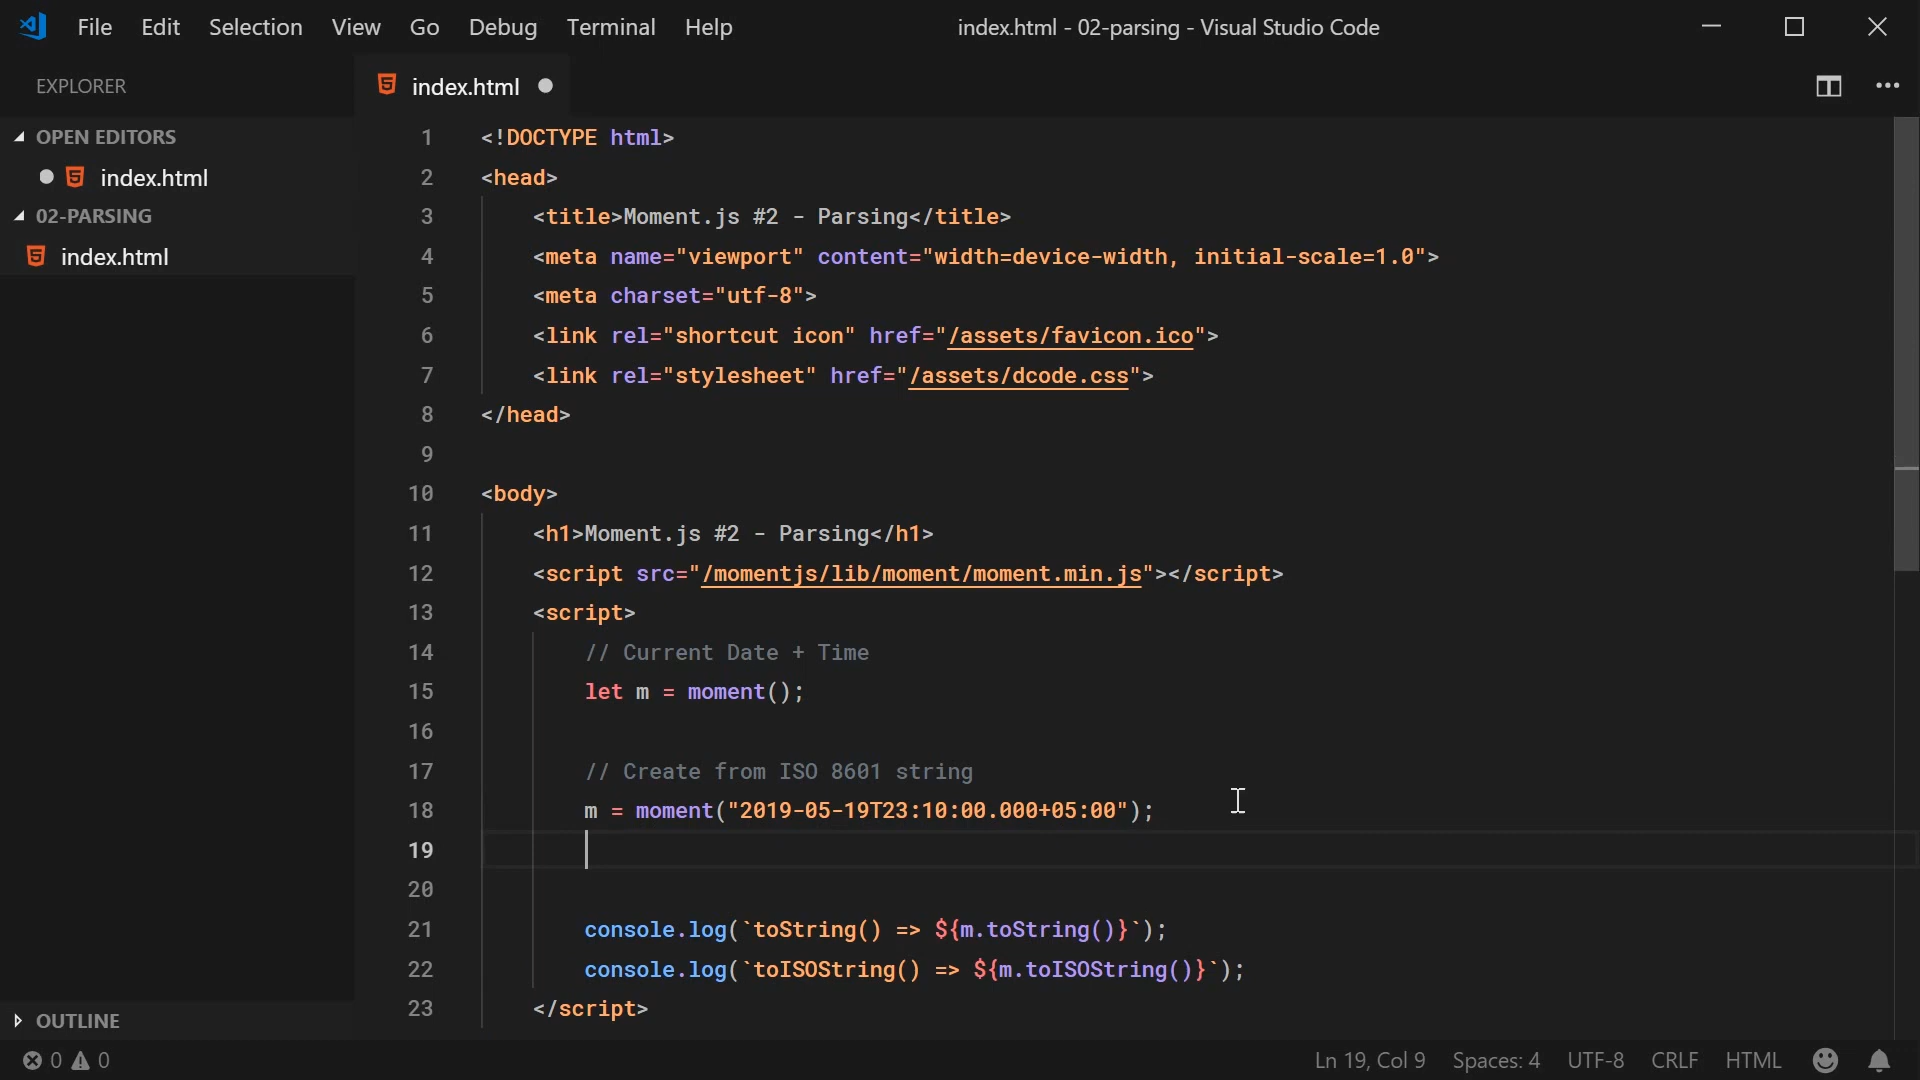 File Edit Selection View Go Debug Terminal Help index.html - 02-parsing - Visual Studio Code
EXPLORER
OPEN EDITORS
index.html
02-PARSING
index.html
OUTLINE
index.html
1 <!DOCTYPE html>
2 <head>
3 <title>Moment.js #2 - Parsing</title>
4 <meta name="viewport" content="width=device-width, initial-scale=1.0">
5 <meta charset="utf-8">
6 <link rel="shortcut icon" href="/assets/favicon.ico">
7 <link rel="stylesheet" href="/assets/dcode.css">
8 </head>
9
10 <body>
11 <h1>Moment.js #2 - Parsing</h1>
12 <script src="/momentjs/lib/moment/moment.min.js"></script>
13 <script>
14 // Current Date + Time
15 let m = moment();
16
17 // Create from ISO 8601 string
18 m = moment("2019-05-19T23:10:00.000+05:00");
19
20
21 console.log(`toString() => ${m.toString()}`);
22 console.log(`toISOString() => ${m.toISOString()}`);
23 </script>
0 0 Ln 19, Col 9 Spaces: 4 UTF-8 CRLF HTML